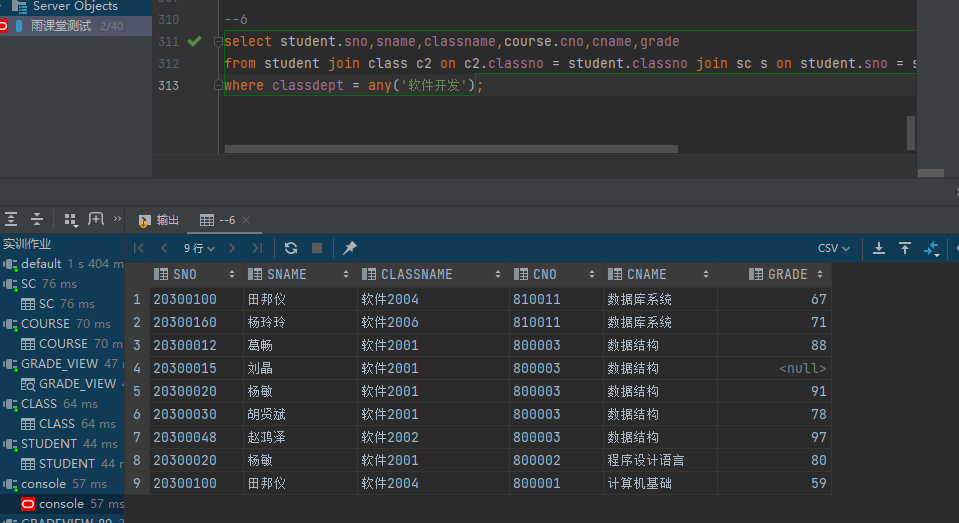 Server Objects
雨课堂测试 2/40
310 --6
311 select student.sno,sname,classname,course.cno,cname,grade
312 from student join class c2 on c2.classno = student.classno join sc s on student.sno = s
313 where classdept = any('软件开发');
输出 --6
9 行 CSV
实训作业
default 1 s 404 m
SC 76 ms
SC 76 ms
COURSE 70 ms
COURSE 70 m
GRADE_VIEW 47
GRADE_VIEW
CLASS 64 ms
CLASS 64 ms
STUDENT 44 ms
STUDENT 44 ms
console 57 ms
console 57 ms
SNO SNAME CLASSNAME CNO CNAME GRADE
1 20300100 田邦仪 软件2004 810011 数据库系统 67
2 20300160 杨玲玲 软件2006 810011 数据库系统 71
3 20300012 葛畅 软件2001 800003 数据结构 88
4 20300015 刘晶 软件2001 800003 数据结构 <null>
5 20300020 杨敏 软件2001 800003 数据结构 91
6 20300030 胡贤斌 软件2001 800003 数据结构 78
7 20300048 赵鸿泽 软件2002 800003 数据结构 97
8 20300020 杨敏 软件2001 800002 程序设计语言 80
9 20300100 田邦仪 软件2004 800001 计算机基础 59